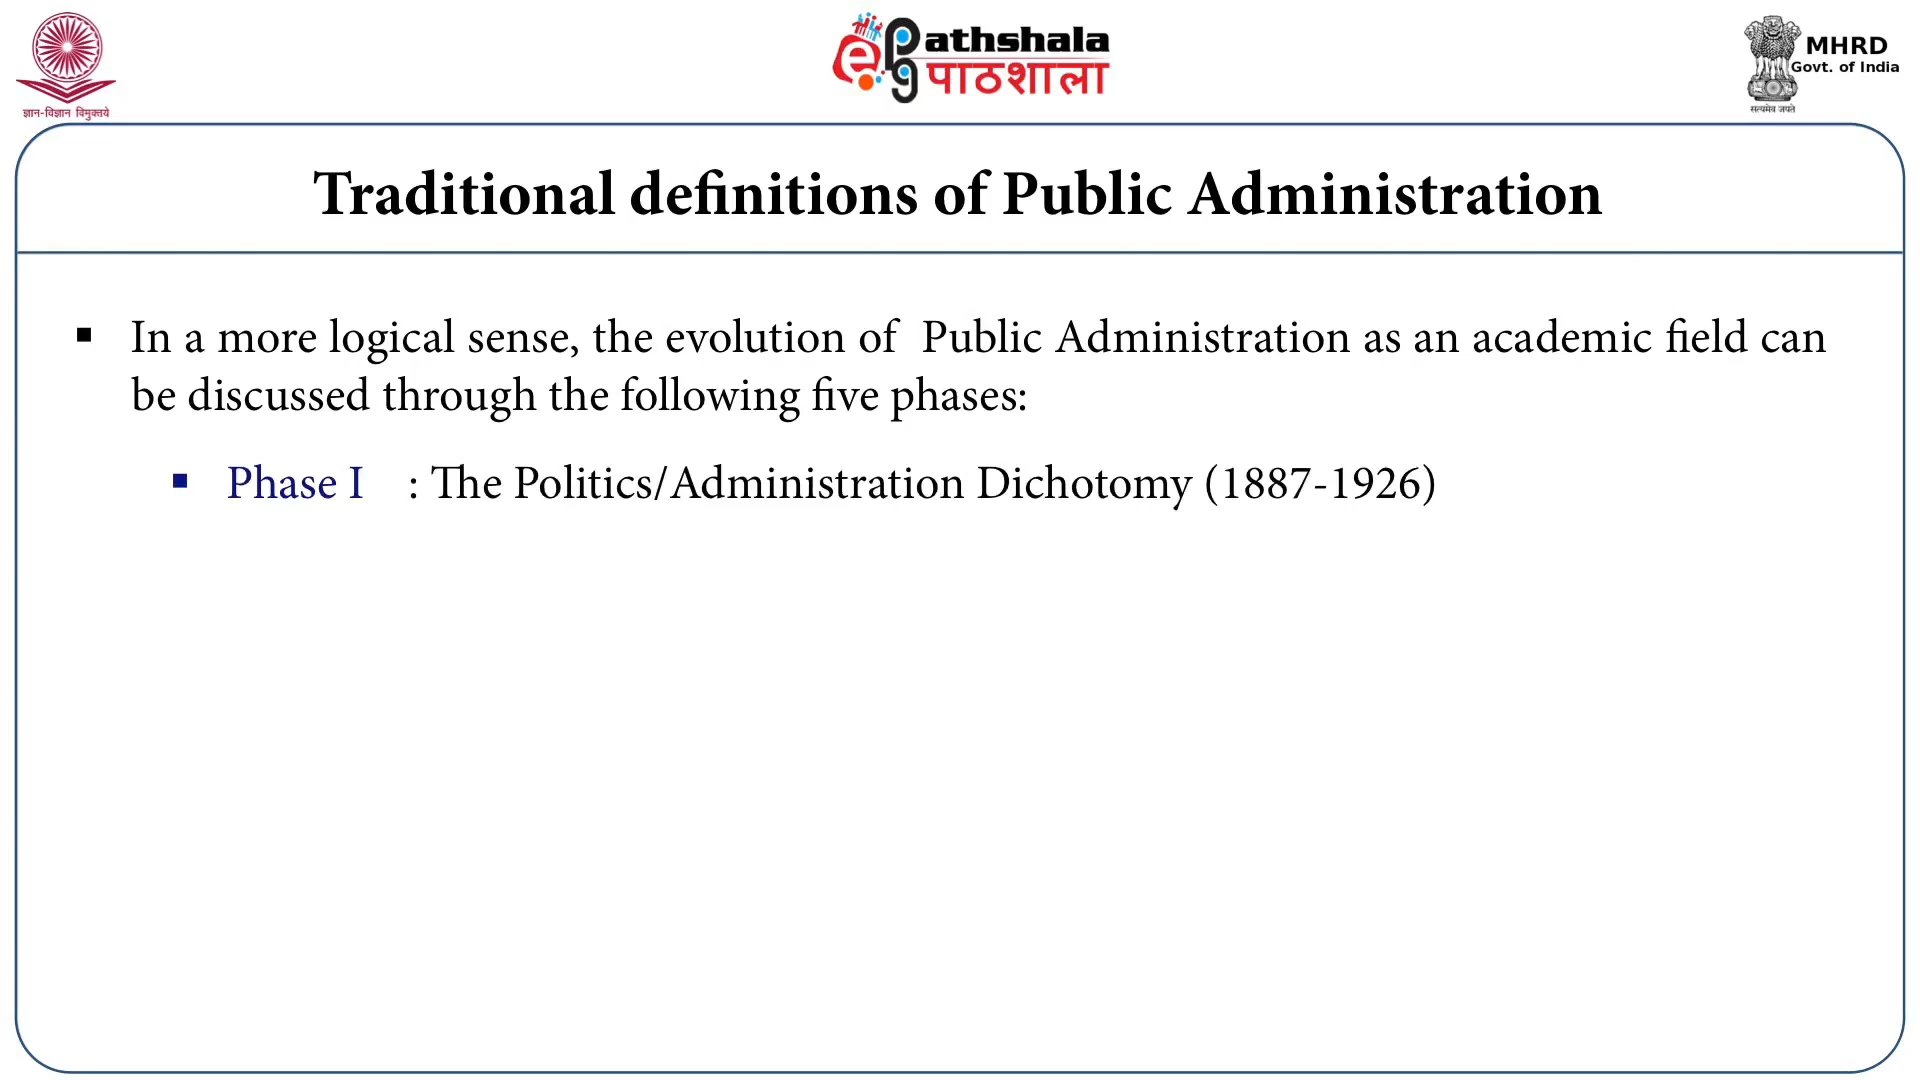 ज्ञान-विज्ञान विमुक्तये
ePathshala
पाठशाला
MHRD
Govt. of India
सत्यमेव जयते
Traditional definitions of Public Administration
▪ In a more logical sense, the evolution of Public Administration as an academic field can
be discussed through the following five phases:
▪ Phase I : The Politics/Administration Dichotomy (1887-1926)